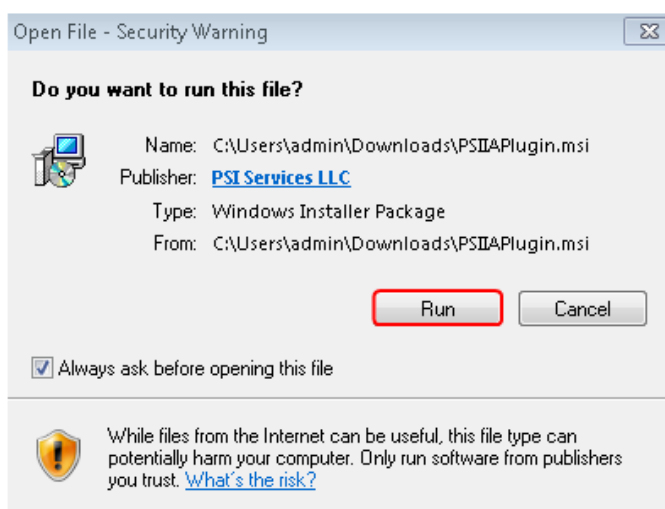 Open File - Security Warning
Do you want to run this file?
Name: C:\Users\admin\Downloads\PSIIAPlugin.msi
Publisher: PSI Services LLC
Type: Windows Installer Package
From: C:\Users\admin\Downloads\PSIIAPlugin.msi
Run Cancel
Always ask before opening this file
While files from the Internet can be useful, this file type can
potentially harm your computer. Only run software from publishers
you trust. What's the risk?